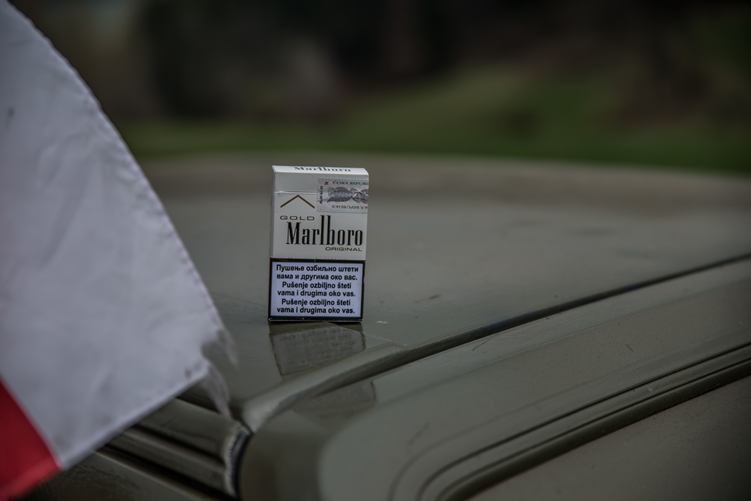 Marlboro
GOLD
Marlboro
ORIGINAL
Пушење озбиљно штети
вама и другима око вас.
Pušenje ozbiljno šteti
vama i drugima oko vas.
Pušenje ozbiljno šteti
vama i drugima oko vas.